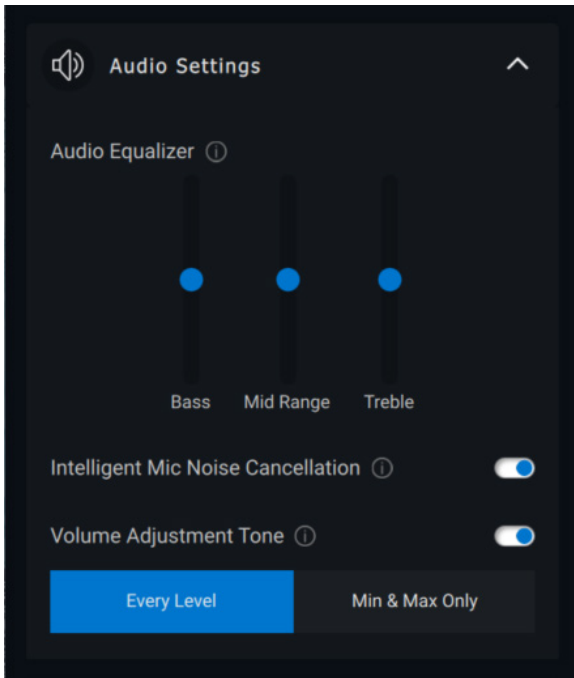 Audio Settings
Audio Equalizer
Bass Mid Range Treble
Intelligent Mic Noise Cancellation
Volume Adjustment Tone
Every Level Min & Max Only